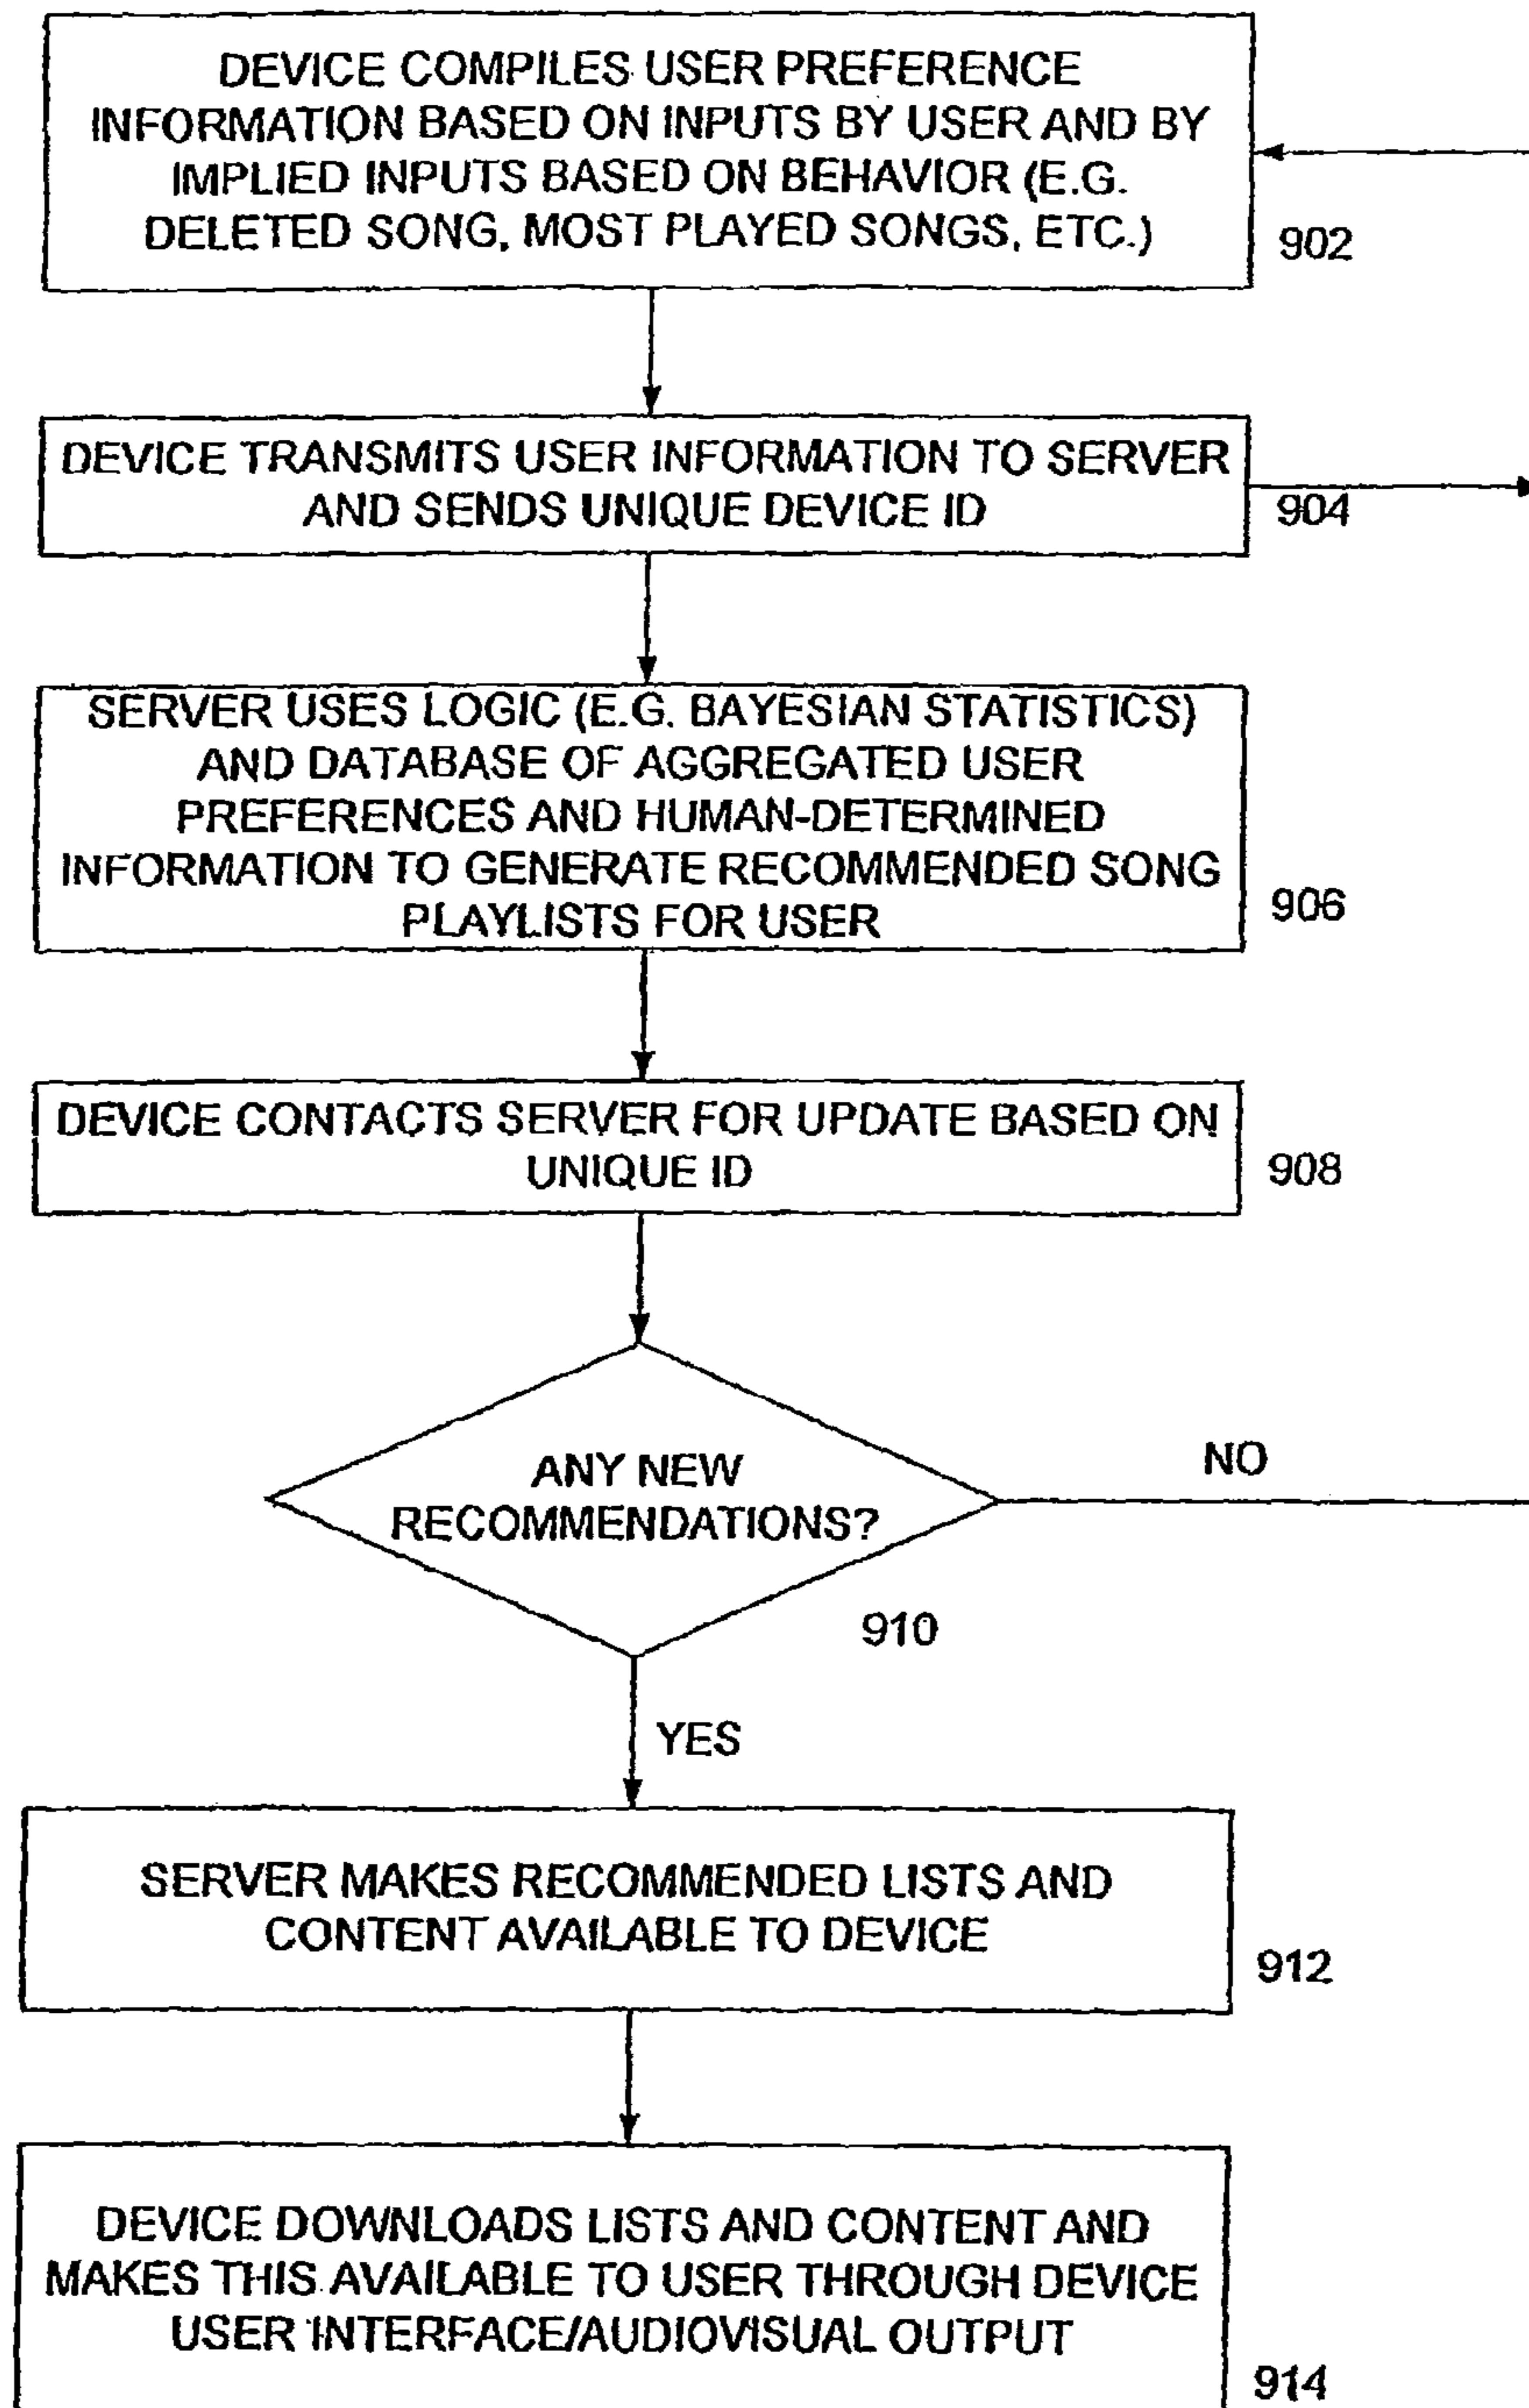 DEVICE COMPILES USER PREFERENCE
INFORMATION BASED ON INPUTS BY USER AND BY
IMPLIED INPUTS BASED ON BEHAVIOR (E.G.
DELETED SONG, MOST PLAYED SONGS, ETC.)
902
DEVICE TRANSMITS USER INFORMATION TO SERVER
AND SENDS UNIQUE DEVICE ID
904
SERVER USES LOGIC (E.G. BAYESIAN STATISTICS)
AND DATABASE OF AGGREGATED USER
PREFERENCES AND HUMAN-DETERMINED
INFORMATION TO GENERATE RECOMMENDED SONG
PLAYLISTS FOR USER
906
DEVICE CONTACTS SERVER FOR UPDATE BASED ON
UNIQUE ID
908
ANY NEW
RECOMMENDATIONS?
NO
910
YES
SERVER MAKES RECOMMENDED LISTS AND
CONTENT AVAILABLE TO DEVICE
912
DEVICE DOWNLOADS LISTS AND CONTENT AND
MAKES THIS AVAILABLE TO USER THROUGH DEVICE
USER INTERFACE/AUDIOVISUAL OUTPUT
914